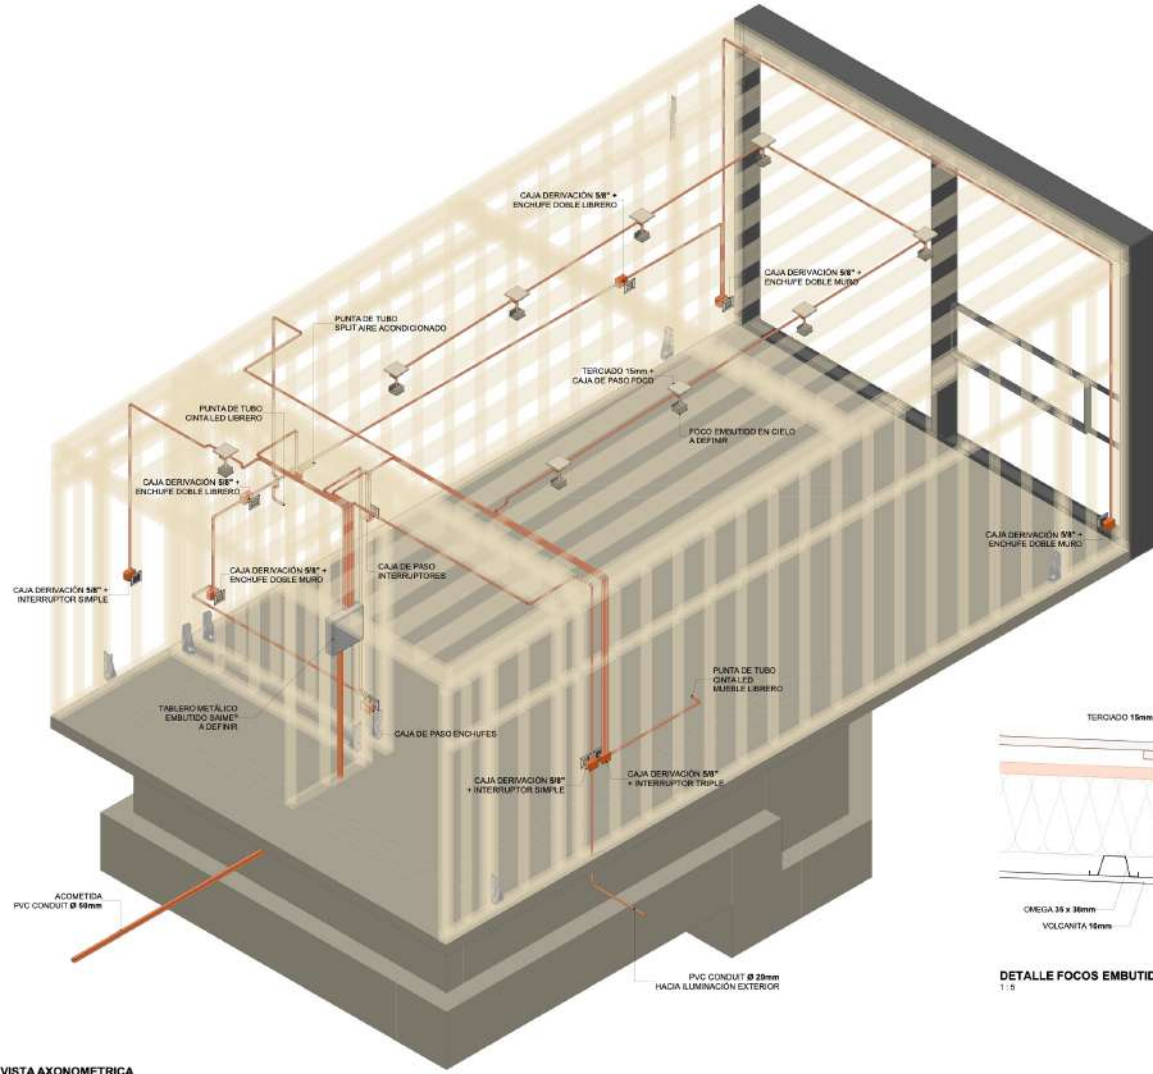 CAJA DERIVACIÓN 5/8" +
ENCHUFE DOBLE LIBRERO
CAJA DERIVACIÓN 5/8" +
ENCHUFE DOBLE MURO
PUNTA DE TUBO
SPLIT AIRE ACONDICIONADO
TERCIADO 15mm +
CAJA DE PASO FOCO
PUNTA DE TUBO
CINTA LED LIBRERO
FOCO EMBUTIDO EN CIELO
A DEFINIR
CAJA DERIVACIÓN 5/8" +
ENCHUFE DOBLE LIBRERO
CAJA DERIVACIÓN 5/8" +
ENCHUFE DOBLE MURO
CAJA DE PASO
INTERRUPTORES
CAJA DERIVACIÓN 5/8" +
ENCHUFE DOBLE MURO
CAJA DERIVACIÓN 5/8" +
INTERRUPTOR SIMPLE
PUNTA DE TUBO
CINTA LED
MUEBLE LIBRERO
TABLERO METÁLICO
EMBUTIDO SAIME®
A DEFINIR
CAJA DE PASO ENCHUFES
TERCIADO 15mm
CAJA DERIVACIÓN 5/8"
+ INTERRUPTOR SIMPLE
CAJA DERIVACIÓN 5/8"
+ INTERRUPTOR TRIPLE
ACOMETIDA
PVC CONDUIT Ø 50mm
OMEGA 35 x 38mm
VOLCANITA 10mm
PVC CONDUIT Ø 20mm
HACIA ILUMINACIÓN EXTERIOR
DETALLE FOCOS EMBUTID
1 : 5
VISTA AXONOMETRICA